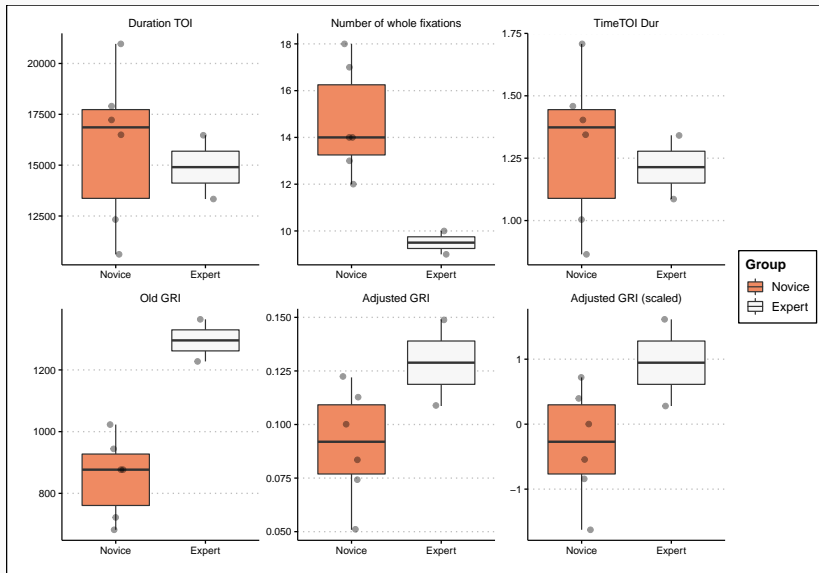 Duration TOI
Number of whole fixations
TimeTOI Dur
20000
17500
15000
12500
Novice
Expert
18
16
14
12
10
Novice
Expert
1.75
1.50
1.25
1.00
Novice
Expert
Old GRI
Adjusted GRI
Adjusted GRI (scaled)
1200
1000
800
Novice
Expert
0.150
0.125
0.100
0.075
0.050
Novice
Expert
1
0
−1
Novice
Expert
Group
Novice
Expert